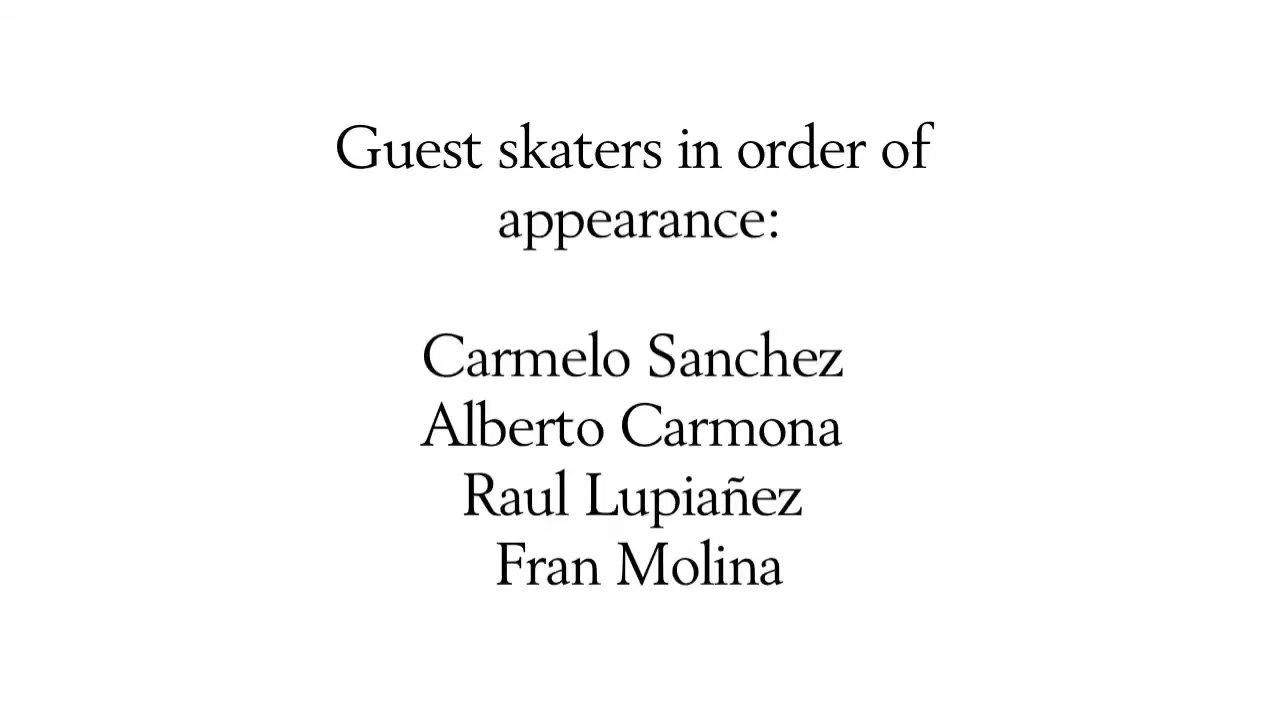 Guest skaters in order of
appearance:
Carmelo Sanchez
Alberto Carmona
Raul Lupiañez
Fran Molina